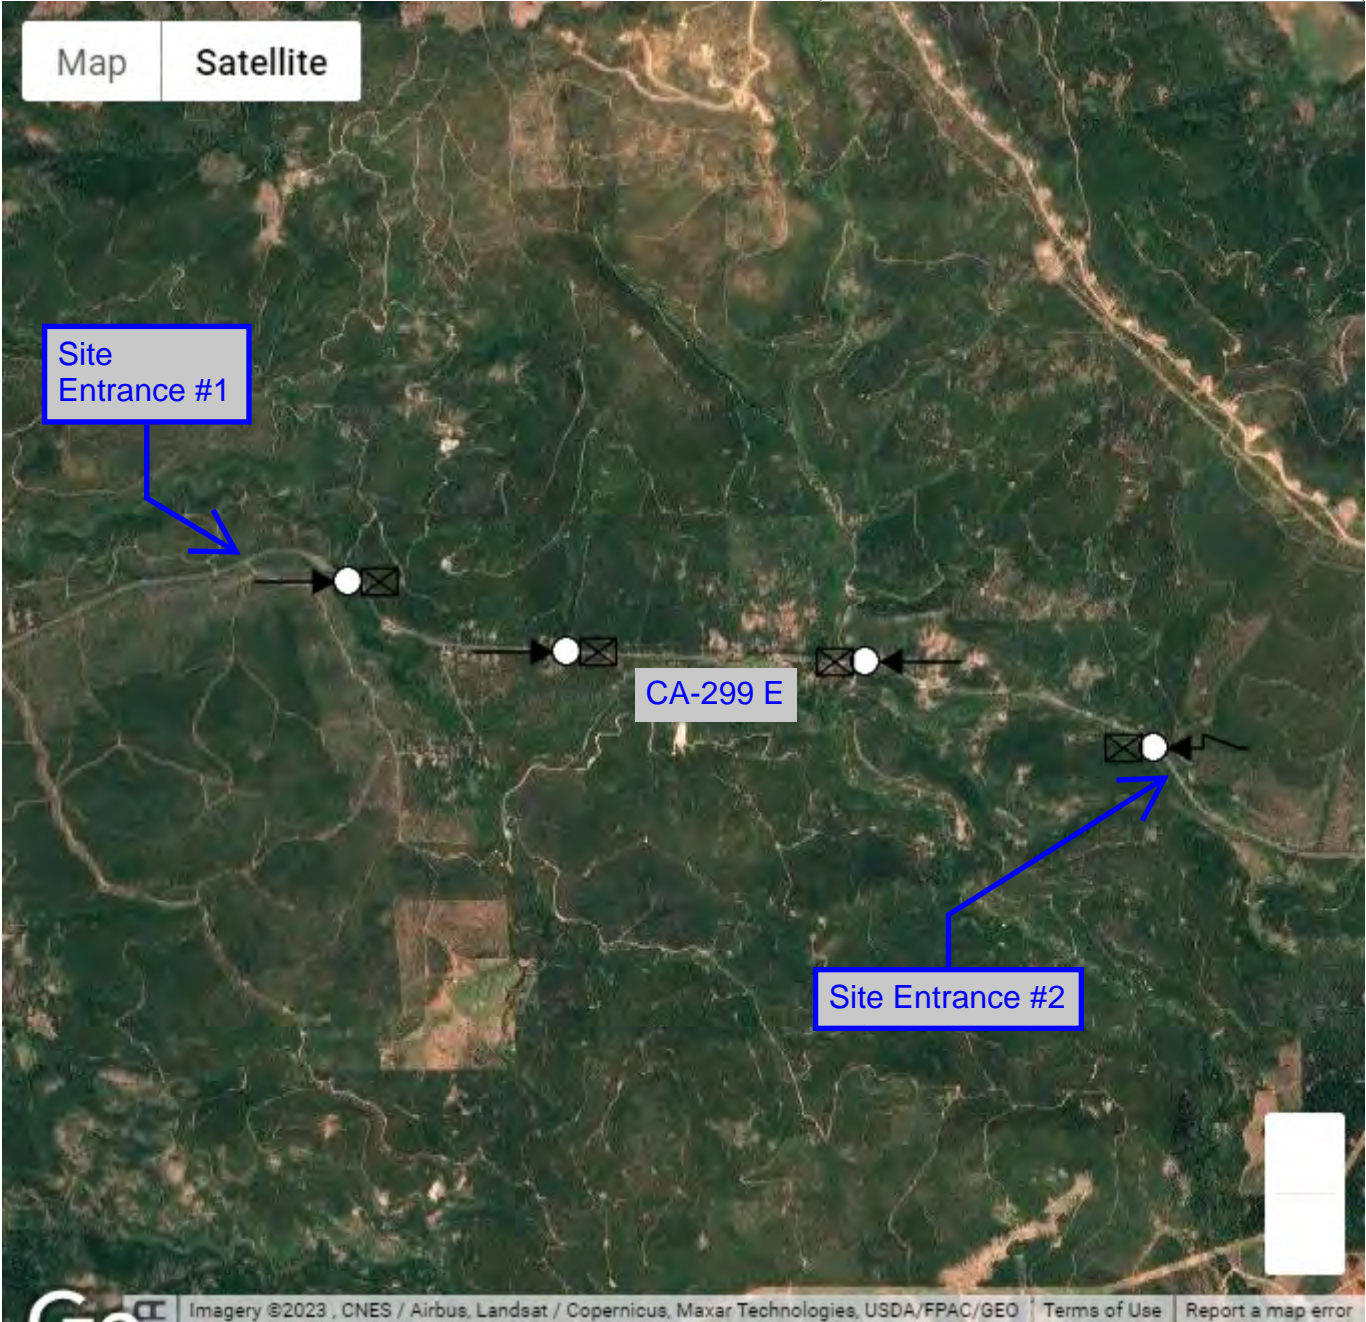 Map Satellite
Site
Entrance #1
CA-299 E
Site Entrance #2
Imagery ©2023 , CNES / Airbus, Landsat / Copernicus, Maxar Technologies, USDA/FPAC/GEO Terms of Use Report a map error